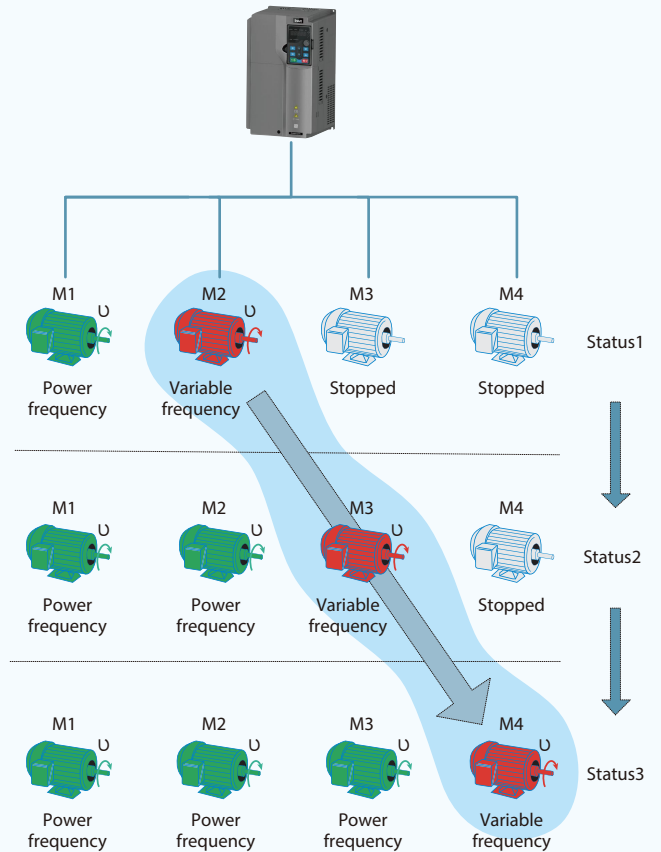 M1 M2 M3 M4
Status1
Power
frequency
Variable
frequency
Stopped
Stopped
M1 M2 M3 M4
Status2
Power
frequency
Power
frequency
Variable
frequency
Stopped
M1 M2 M3 M4
Status3
Power
frequency
Power
frequency
Power
frequency
Variable
frequency